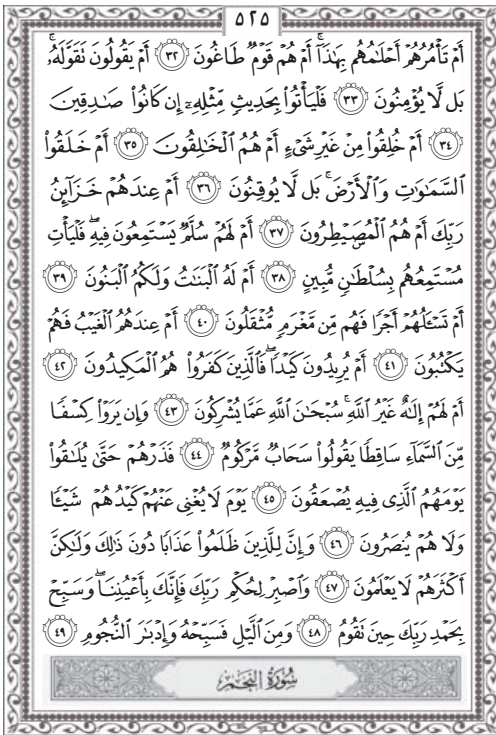 ٥٢٥
أَمْ تَأْمُرُهُمْ أَحْلَٰمُهُم بِهَٰذَآ ۚ أَمْ هُمْ قَوْمٌ طَاغُونَ ٣٢ أَمْ يَقُولُونَ تَقَوَّلَهُۥ ۚ
بَل لَّا يُؤْمِنُونَ ٣٣ فَلْيَأْتُوا۟ بِحَدِيثٍ مِّثْلِهِۦٓ إِن كَانُوا۟ صَٰدِقِينَ
٣٤ أَمْ خُلِقُوا۟ مِنْ غَيْرِ شَىْءٍ أَمْ هُمُ ٱلْخَٰلِقُونَ ٣٥ أَمْ خَلَقُوا۟
ٱلسَّمَٰوَٰتِ وَٱلْأَرْضَ ۚ بَل لَّا يُوقِنُونَ ٣٦ أَمْ عِندَهُمْ خَزَآئِنُ
رَبِّكَ أَمْ هُمُ ٱلْمُصَۣيْطِرُونَ ٣٧ أَمْ لَهُمْ سُلَّمٌ يَسْتَمِعُونَ فِيهِ ۖ فَلْيَأْتِ
مُسْتَمِعُهُم بِسُلْطَٰنٍ مُّبِينٍ ٣٨ أَمْ لَهُ ٱلْبَنَٰتُ وَلَكُمُ ٱلْبَنُونَ ٣٩
أَمْ تَسْـَٔلُهُمْ أَجْرًا فَهُم مِّن مَّغْرَمٍ مُّثْقَلُونَ ٤٠ أَمْ عِندَهُمُ ٱلْغَيْبُ فَهُمْ
يَكْتُبُونَ ٤١ أَمْ يُرِيدُونَ كَيْدًا ۖ فَٱلَّذِينَ كَفَرُوا۟ هُمُ ٱلْمَكِيدُونَ ٤٢
أَمْ لَهُمْ إِلَٰهٌ غَيْرُ ٱللَّهِ ۚ سُبْحَٰنَ ٱللَّهِ عَمَّا يُشْرِكُونَ ٤٣ وَإِن يَرَوْا۟ كِسْفًا
مِّنَ ٱلسَّمَآءِ سَاقِطًا يَقُولُوا۟ سَحَابٌ مَّرْكُومٌ ٤٤ فَذَرْهُمْ حَتَّىٰ يُلَٰقُوا۟
يَوْمَهُمُ ٱلَّذِى فِيهِ يُصْعَقُونَ ٤٥ يَوْمَ لَا يُغْنِى عَنْهُمْ كَيْدُهُمْ شَيْـًٔا
وَلَا هُمْ يُنصَرُونَ ٤٦ وَإِنَّ لِلَّذِينَ ظَلَمُوا۟ عَذَابًا دُونَ ذَٰلِكَ وَلَٰكِنَّ
أَكْثَرَهُمْ لَا يَعْلَمُونَ ٤٧ وَٱصْبِرْ لِحُكْمِ رَبِّكَ فَإِنَّكَ بِأَعْيُنِنَا ۖ وَسَبِّحْ
بِحَمْدِ رَبِّكَ حِينَ تَقُومُ ٤٨ وَمِنَ ٱلَّيْلِ فَسَبِّحْهُ وَإِدْبَٰرَ ٱلنُّجُومِ ٤٩
سُورَةُ النَّجْمِ